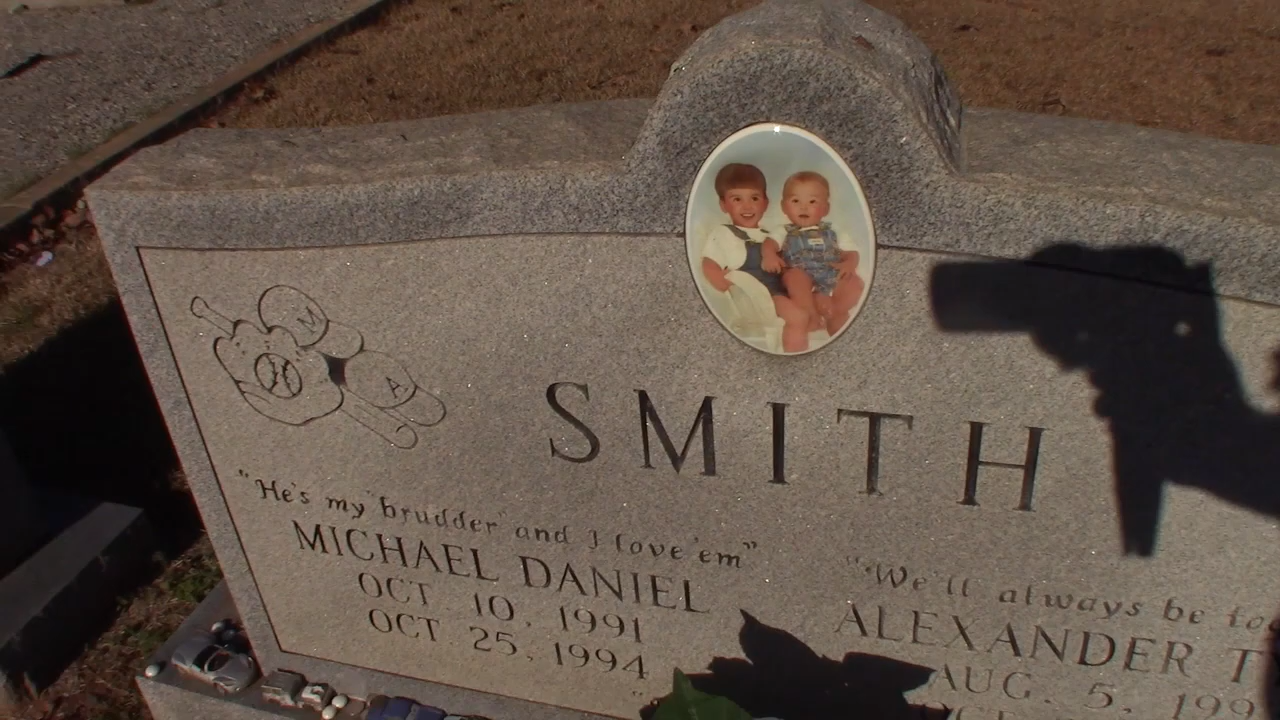 M
A
SMITH
"He's my "brudder" and I love 'em"
MICHAEL DANIEL
OCT 10, 1991
OCT 25, 1994
"We'll always be
ALEXANDER T
AUG. 5, 199